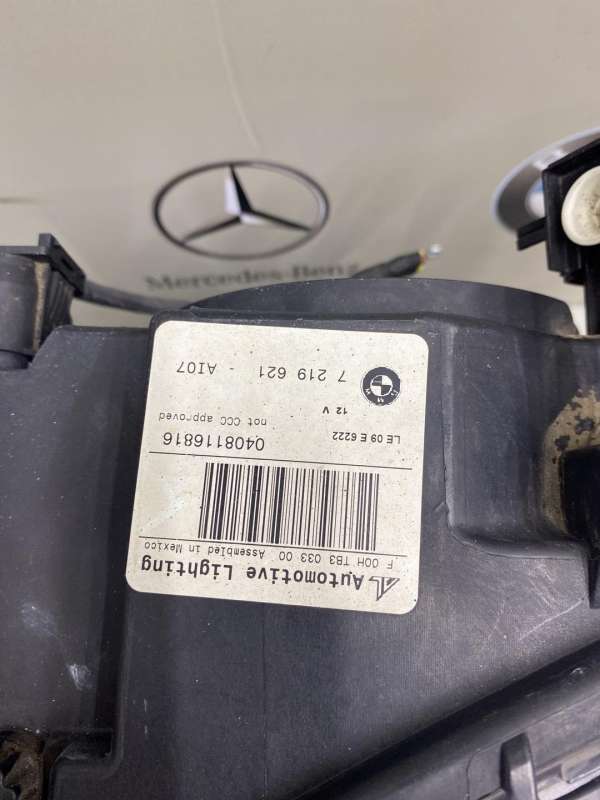 Mercedes-Benz
Automotive Lighting
F 00H TB3 033 00 Assembled in Mexico
0408116816
not CCC approved
LE 09 E 6222
12 V
BMW
7 219 621 - AI07